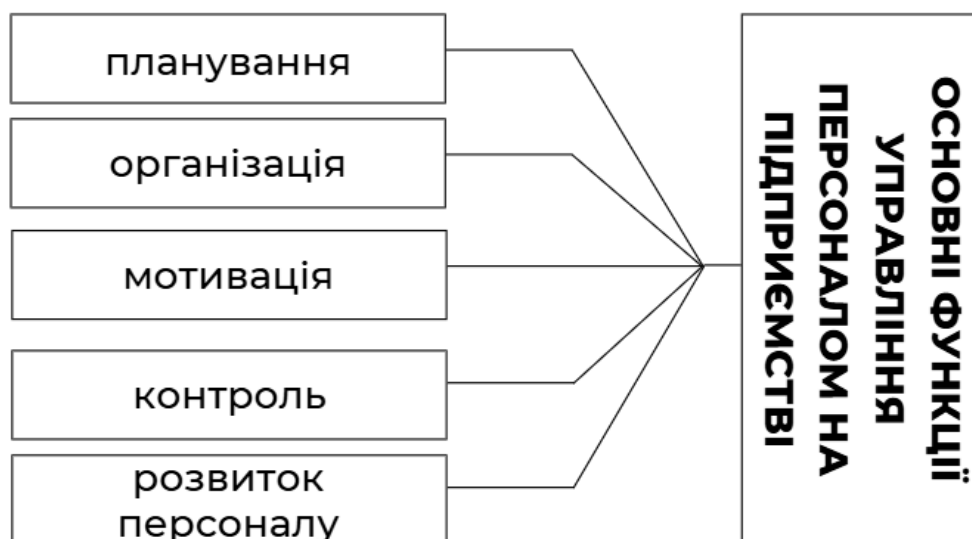 планування
організація
мотивація
контроль
розвиток
персоналу
ОСНОВНІ ФУНКЦІЇ
УПРАВЛІННЯ
ПЕРСОНАЛОМ НА
ПІДПРИЄМСТВІ